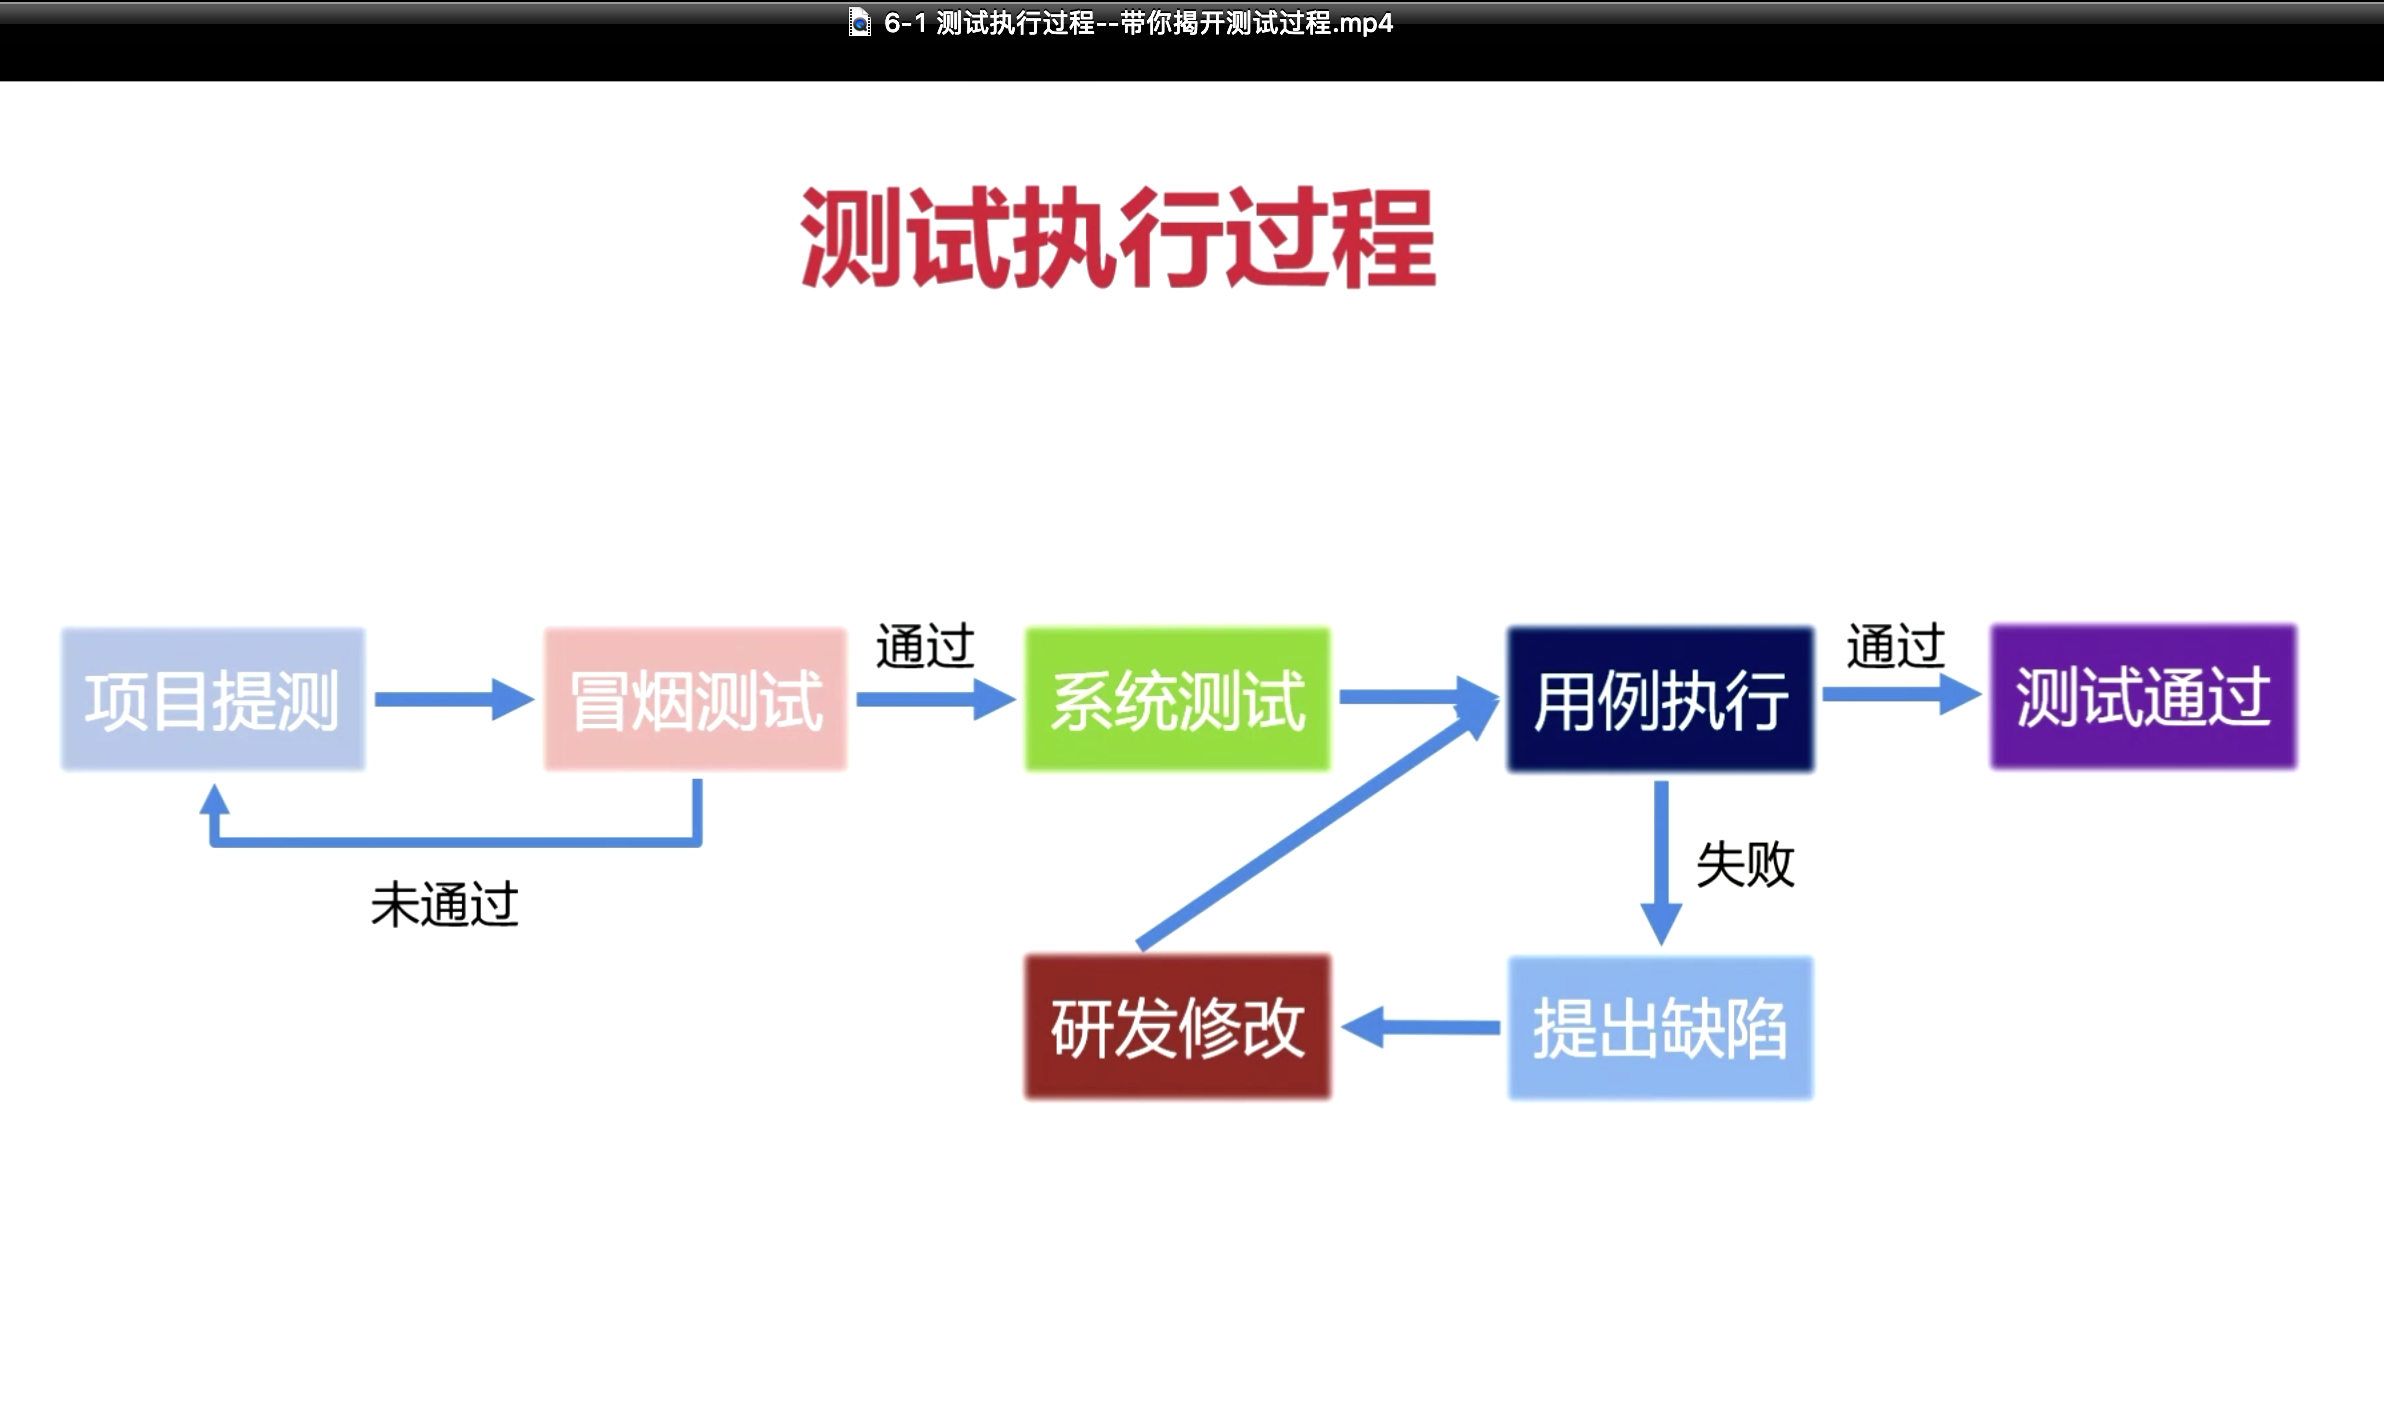 6-1 测试执行过程--带你揭开测试过程.mp4
测试执行过程
通过
通过
项目提测
冒烟测试
系统测试
用例执行
测试通过
失败
未通过
研发修改
提出缺陷